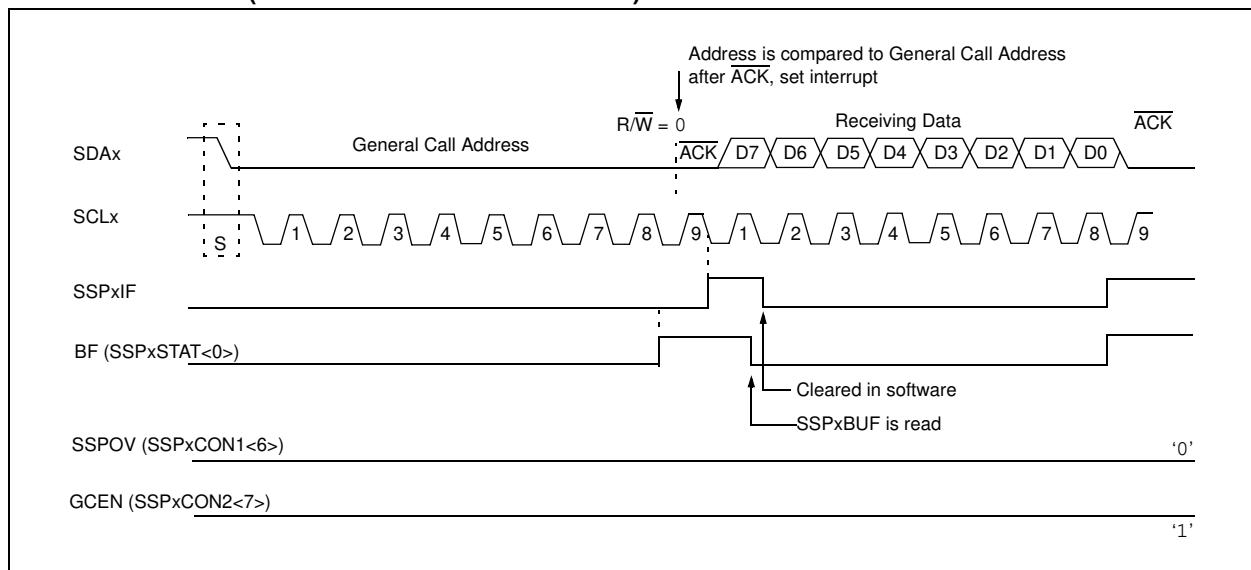 Address is compared to General Call Address
after ACK, set interrupt
R/W = 0
Receiving Data
ACK
SDAx
General Call Address
ACK
D7 D6 D5 D4 D3 D2 D1 D0
SCLx
S
1 2 3 4 5 6 7 8 9 1 2 3 4 5 6 7 8 9
SSPxIF
BF (SSPxSTAT<0>)
Cleared in software
SSPxBUF is read
SSPOV (SSPxCON1<6>)
‘0’
GCEN (SSPxCON2<7>)
‘1’